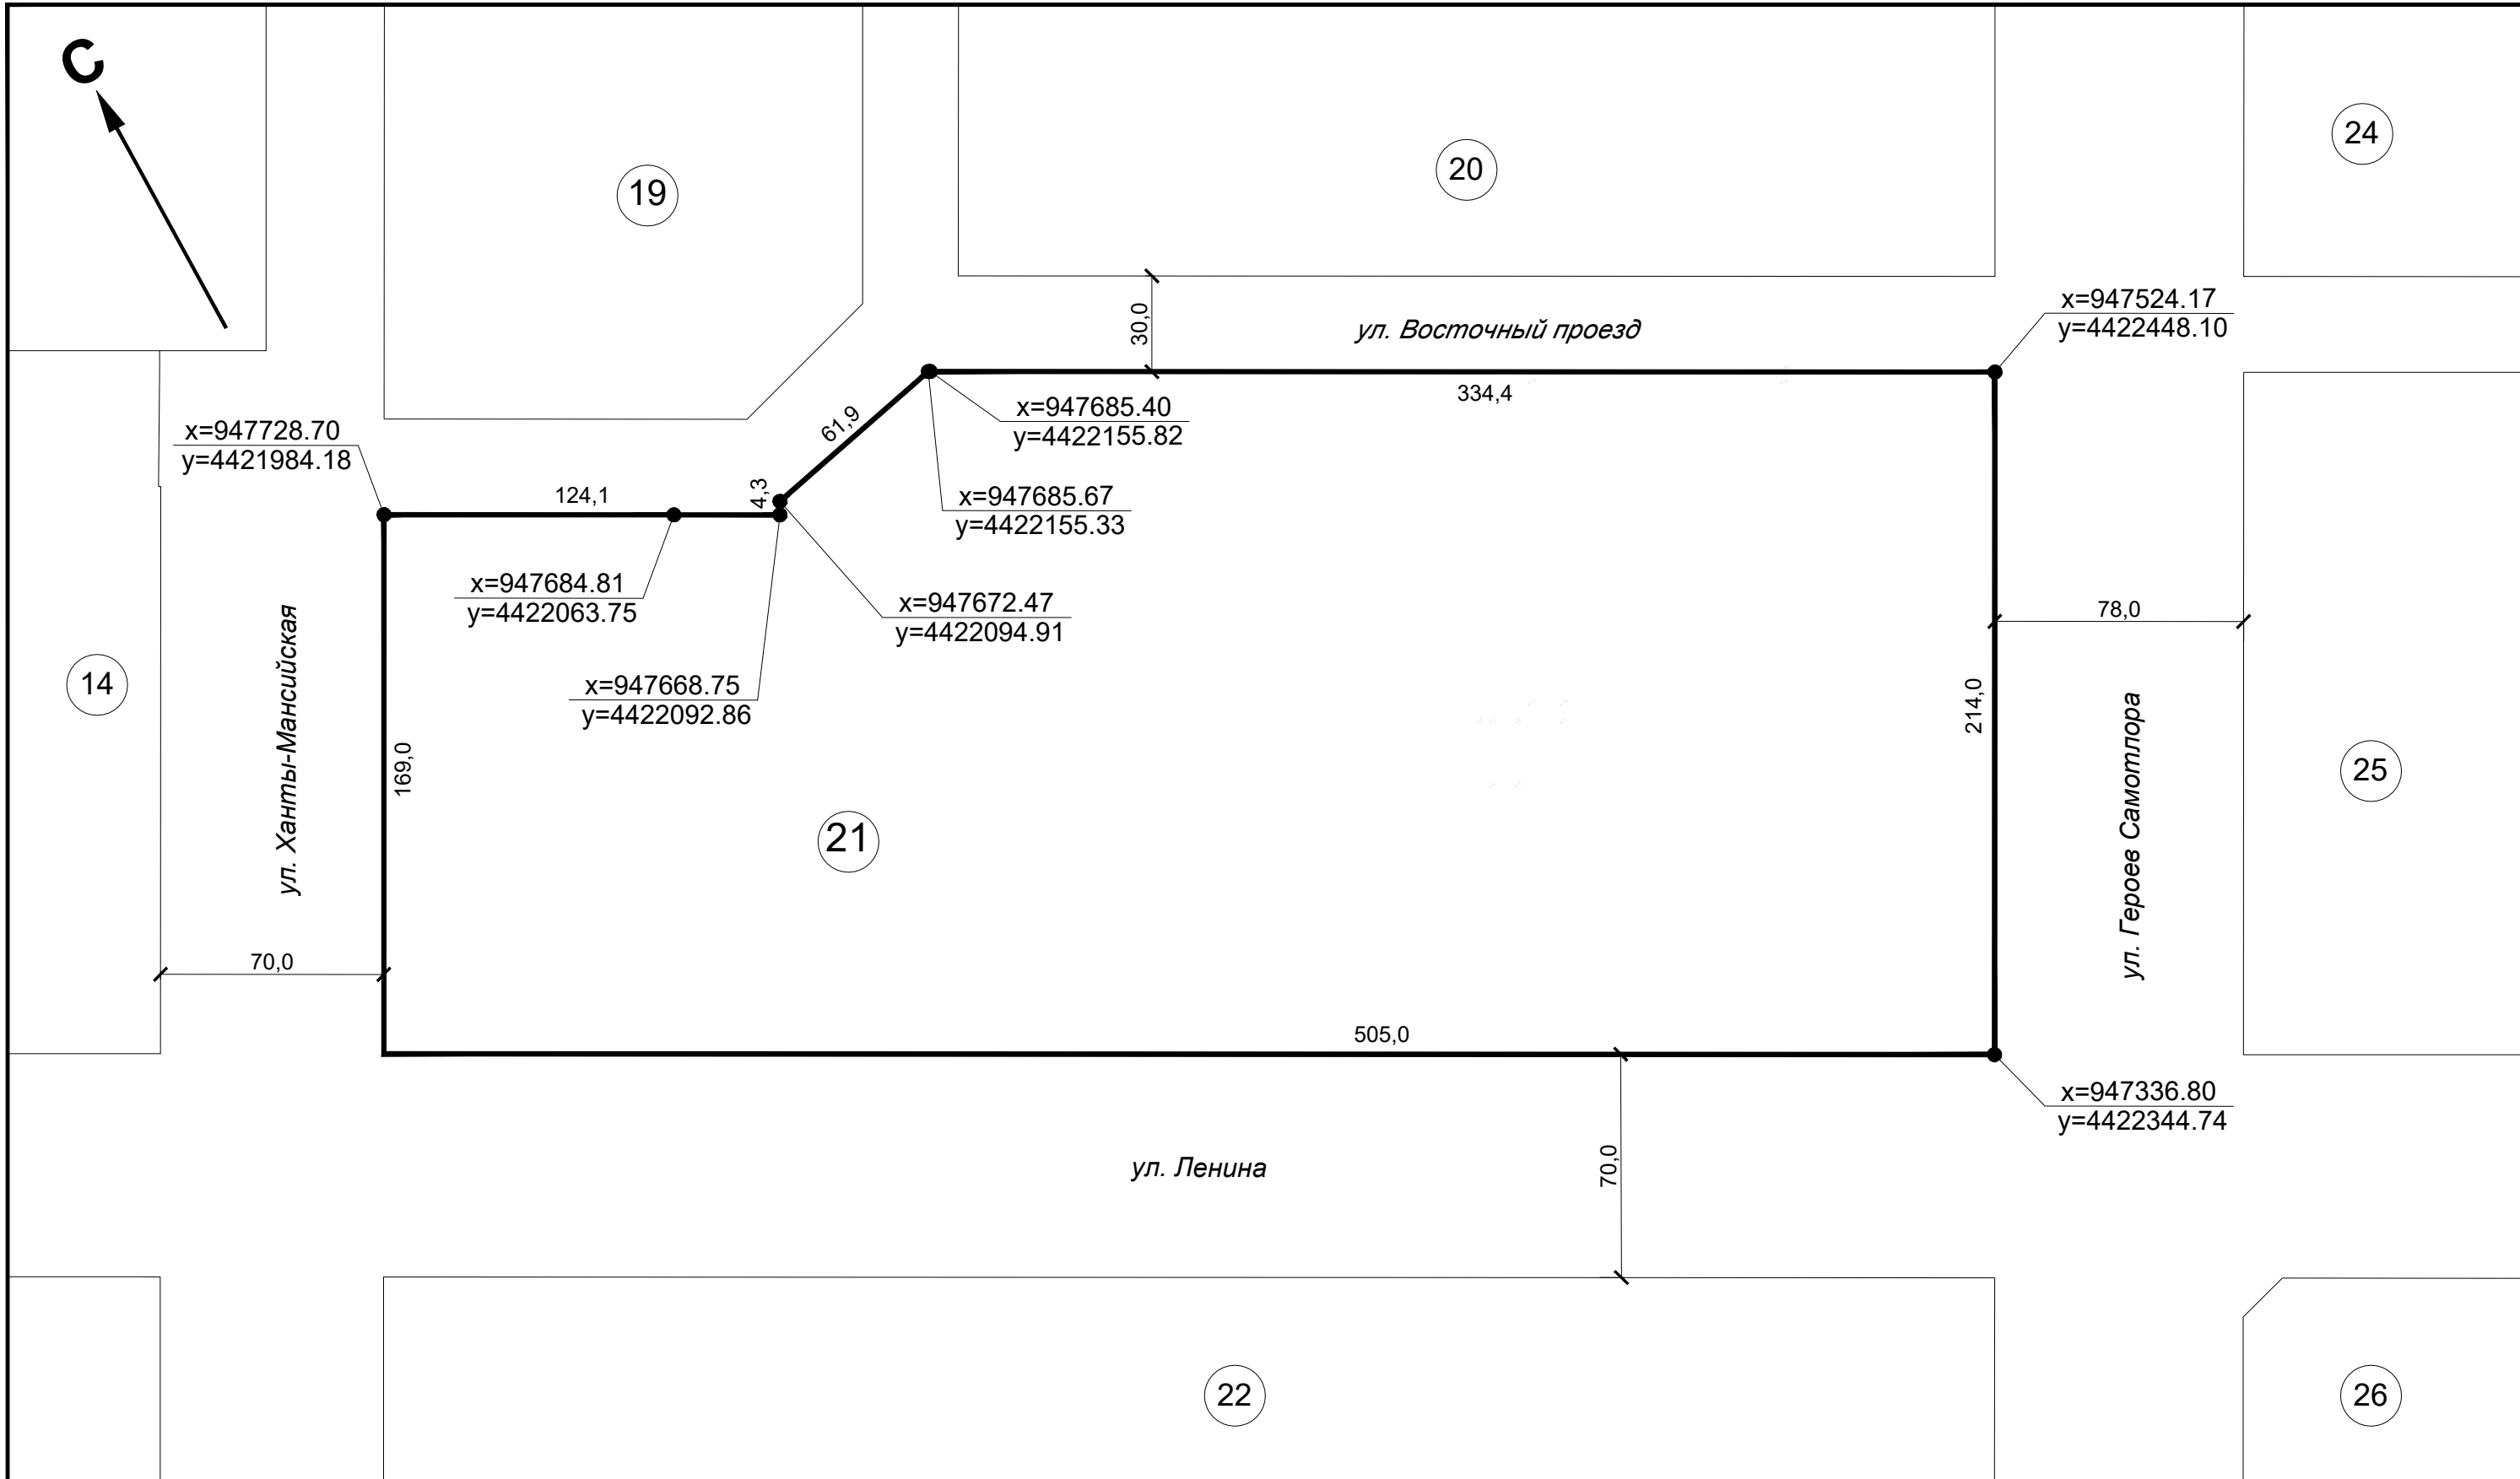 С
19
20
24
x=947524.17
y=4422448.10
30,0
ул. Восточный проезд
334,4
x=947685.40
y=4422155.82
61,9
x=947728.70
y=4421984.18
124,1
4,3
x=947685.67
y=4422155.33
x=947684.81
y=4422063.75
x=947672.47
y=4422094.91
78,0
14
ул. Ханты-Мансийская
x=947668.75
y=4422092.86
169,0
214,0
ул. Героев Самотлора
25
21
70,0
505,0
x=947336.80
y=4422344.74
ул. Ленина
70,0
22
26